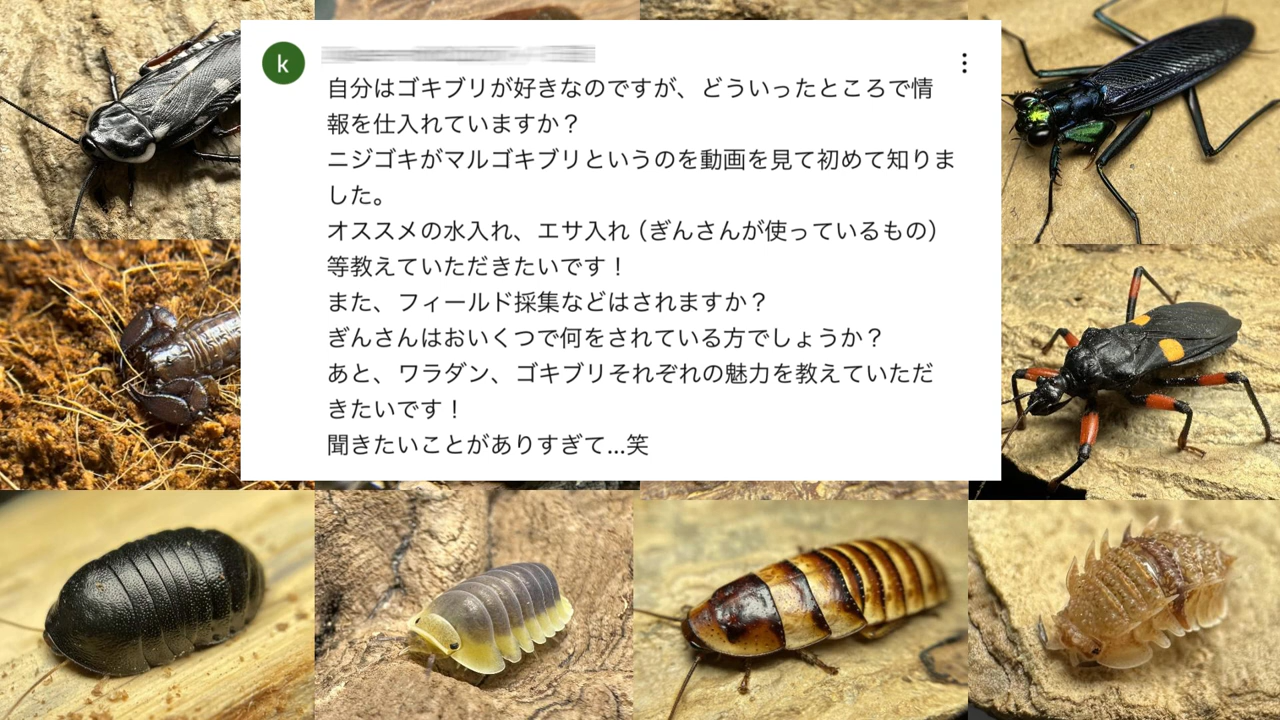 k
自分はゴキブリが好きなのですが、どういったところで情
報を仕入れていますか？
ニジゴキがマルゴキブリというのを動画を見て初めて知りま
した。
オススメの水入れ、エサ入れ（ぎんさんが使っているもの）
等教えていただきたいです！
また、フィールド採集などはされますか？
ぎんさんはおいくつで何をされている方でしょうか？
あと、ワラダン、ゴキブリそれぞれの魅力を教えていただ
きたいです！
聞きたいことがありすぎて...笑